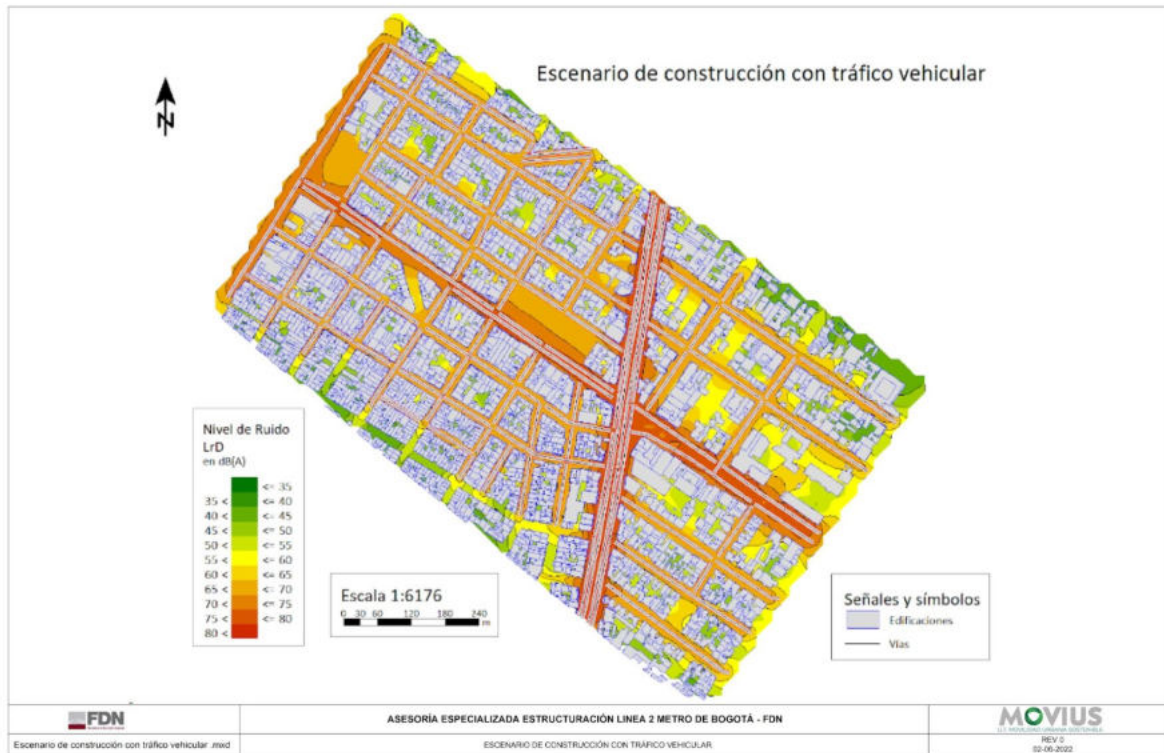 Escenario de construcción con tráfico vehicular
N
Nivel de Ruido
LrD
en dB(A)
<= 35
35 < <= 40
40 < <= 45
45 < <= 50
50 < <= 55
55 < <= 60
60 < <= 65
65 < <= 70
70 < <= 75
75 < <= 80
80 <
Escala 1:6176
0 30 60 120 180 240
m
Señales y símbolos
Edificaciones
Vías
FDN
ASESORÍA ESPECIALIZADA ESTRUCTURACIÓN LINEA 2 METRO DE BOGOTÁ - FDN
MOVIUS
Escenario de construcción con tráfico vehicular .mxd
ESCENARIO DE CONSTRUCCIÓN CON TRÁFICO VEHICULAR
REV 0
02-06-2022